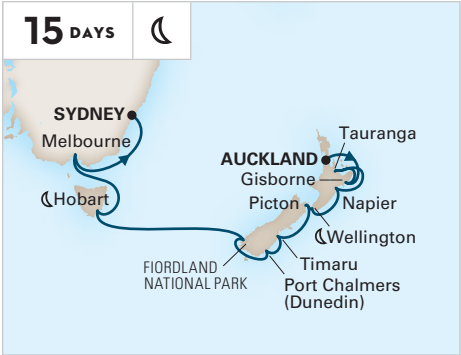 15 DAYS
SYDNEY
Melbourne
Tauranga
AUCKLAND
Gisborne
Hobart
Picton
Napier
Wellington
FIORDLAND
NATIONAL PARK
Timaru
Port Chalmers
(Dunedin)